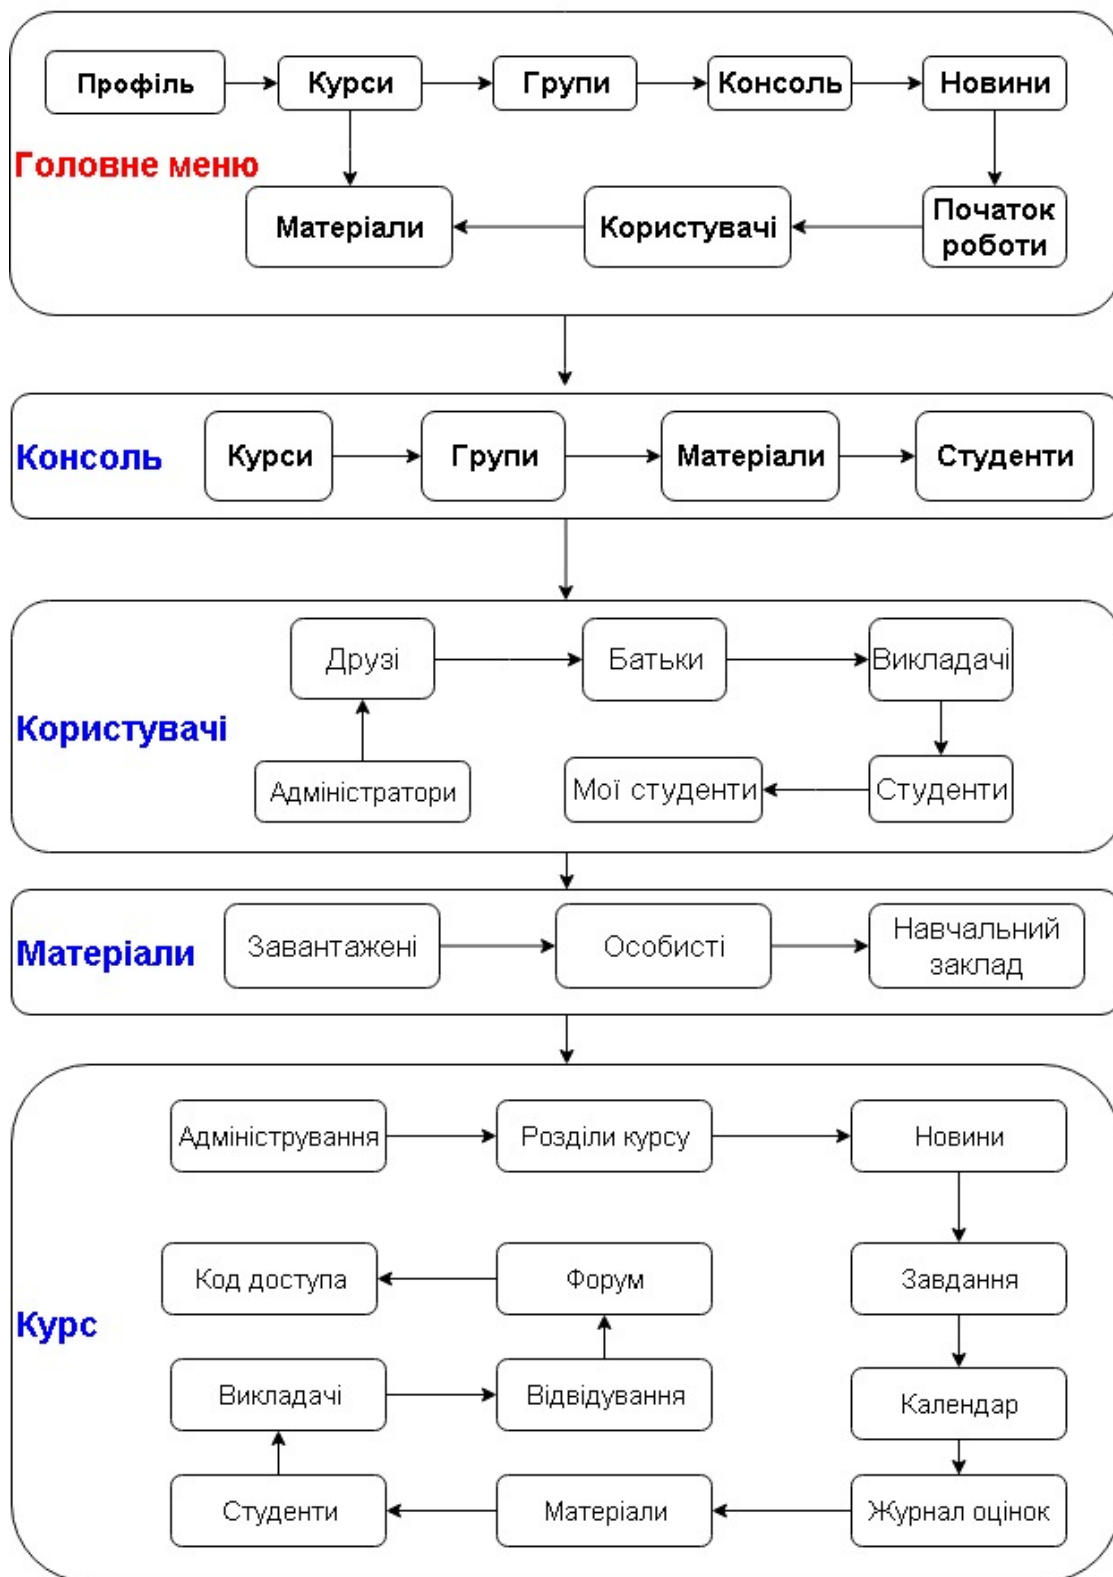 Профіль
Курси
Групи
Консоль
Новини
Головне меню
Матеріали
Користувачі
Початок
роботи
Консоль
Курси
Групи
Матеріали
Студенти
Друзі
Батьки
Викладачі
Користувачі
Адміністратори
Мої студенти
Студенти
Матеріали
Завантажені
Особисті
Навчальний
заклад
Адміністрування
Розділи курсу
Новини
Код доступа
Форум
Завдання
Курс
Викладачі
Відвідування
Календар
Студенти
Матеріали
Журнал оцінок